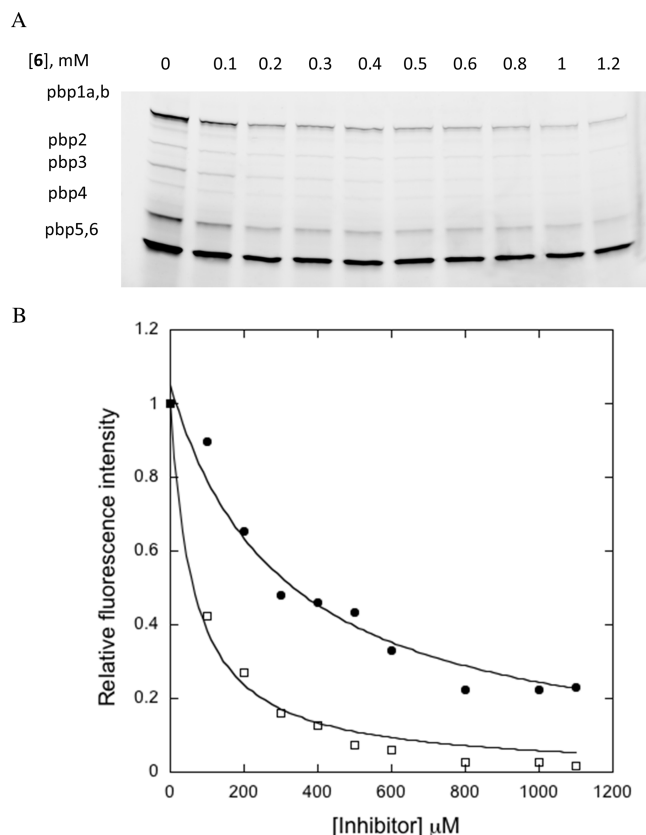 A
[6], mM 0 0.1 0.2 0.3 0.4 0.5 0.6 0.8 1 1.2
pbp1a,b
pbp2
pbp3
pbp4
pbp5,6
B
1.2
1
0.8
0.6
0.4
0.2
0
Relative fluorescence intensity
0 200 400 600 800 1000 1200
[Inhibitor] μM